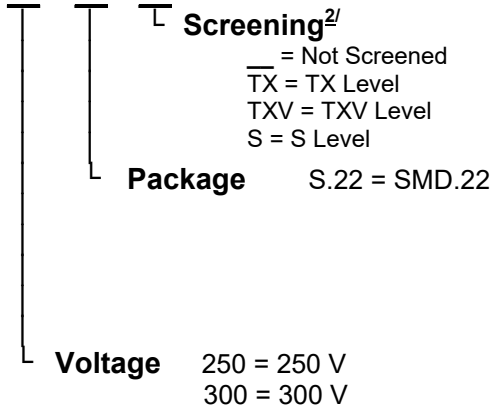 Screening2/
__ = Not Screened
TX = TX Level
TXV = TXV Level
S = S Level
Package S.22 = SMD.22
Voltage 250 = 250 V
300 = 300 V